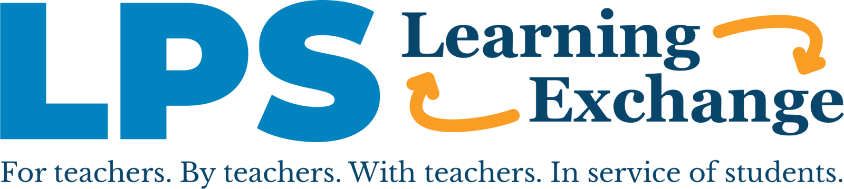 LPS Learning
Exchange
For teachers. By teachers. With teachers. In service of students.